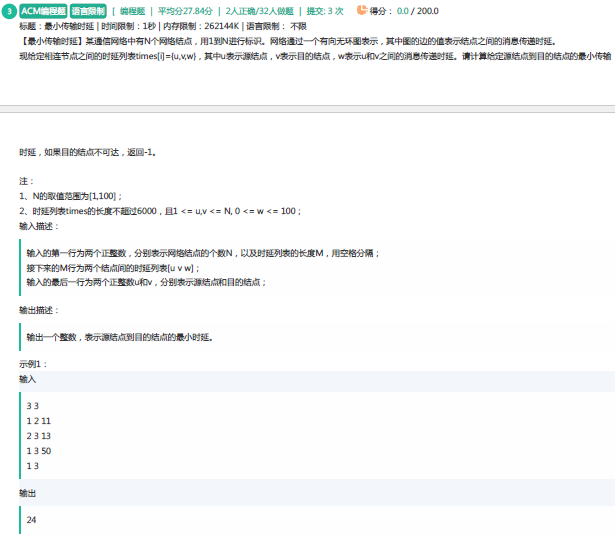 3 ACM编程题 语言限制 [ 编程题 | 平均分27.84分 | 2人正确/32人做题 | 提交: 3 次 得分： 0.0 / 200.0
标题：最小传输时延 | 时间限制：1秒 | 内存限制：262144K | 语言限制： 不限
【最小传输时延】某通信网络中有N个网络结点，用1到N进行标识。网络通过一个有向无环图表示，其中图的边的值表示结点之间的消息传递时延。
现给定相连节点之间的时延列表times[i]={u,v,w}，其中u表示源结点，v表示目的结点，w表示u和v之间的消息传递时延。请计算给定源结点到目的结点的最小传输
时延，如果目的结点不可达，返回-1。
注：
1、N的取值范围为[1,100]；
2、时延列表times的长度不超过6000，且1 <= u,v <= N, 0 <= w <= 100；
输入描述：
输入的第一行为两个正整数，分别表示网络结点的个数N，以及时延列表的长度M，用空格分隔；
接下来的M行为两个结点间的时延列表[u v w]；
输入的最后一行为两个正整数u和v，分别表示源结点和目的结点；
输出描述：
输出一个整数，表示源结点到目的结点的最小时延。
示例1：
输入
3 3
1 2 11
2 3 13
1 3 50
1 3
输出
24